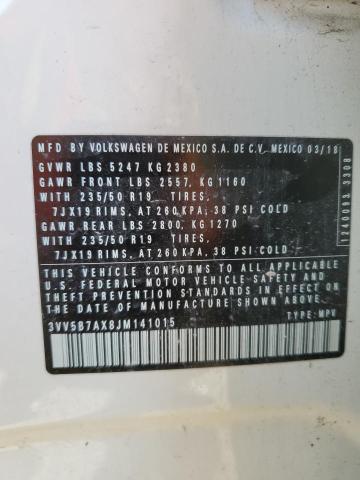 MFD BY VOLKSWAGEN DE MEXICO S.A. DE C.V. MEXICO 03/18
GVWR LBS 5247 KG 2380
GAWR FRONT LBS 2557, KG 1160
WITH 235/50 R19 TIRES,
7JX19 RIMS, AT 260 KPA, 38 PSI COLD
GAWR REAR LBS 2800, KG 1270
WITH 235/50 R19 TIRES,
7JX19 RIMS, AT 260 KPA, 38 PSI COLD
THIS VEHICLE CONFORMS TO ALL APPLICABLE
U.S. FEDERAL MOTOR VEHICLE SAFETY AND
THEFT PREVENTION STANDARDS IN EFFECT ON
THE DATE OF MANUFACTURE SHOWN ABOVE
3VV5B7AX8JM141015 TYPE: MPV
1240093 3308